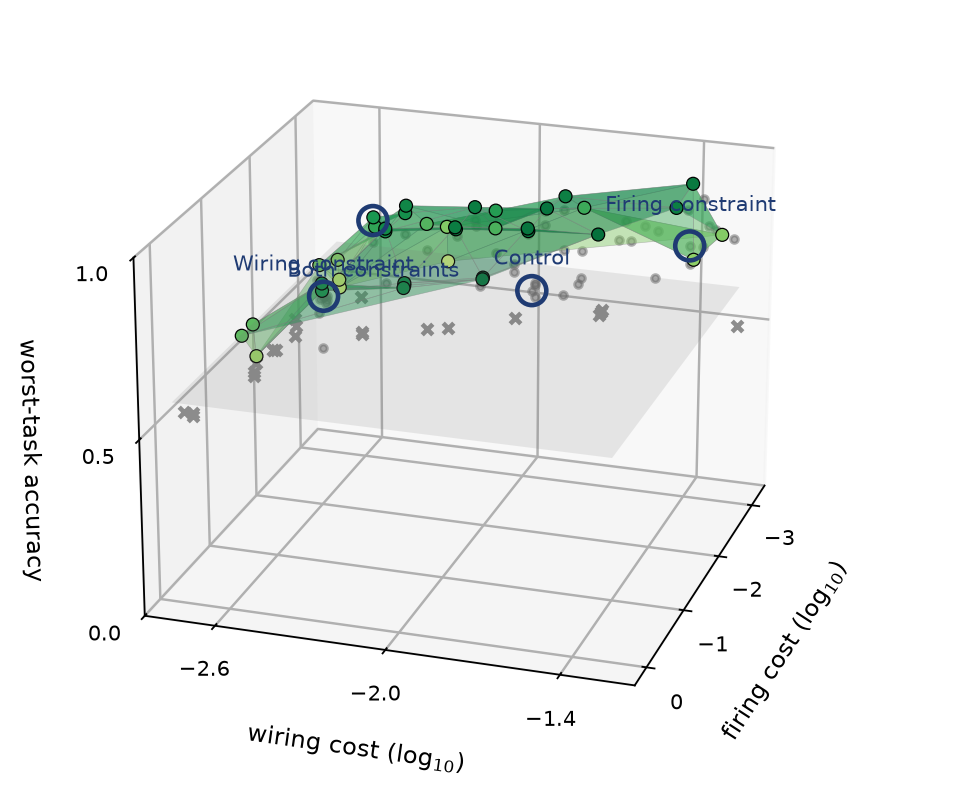 Firing constraint
Control
Wiring constraint
Both constraints
1.0
0.5
0.0
worst-task accuracy
−2.6
−2.0
−1.4
wiring cost (log₁₀)
−3
−2
−1
0
firing cost (log₁₀)